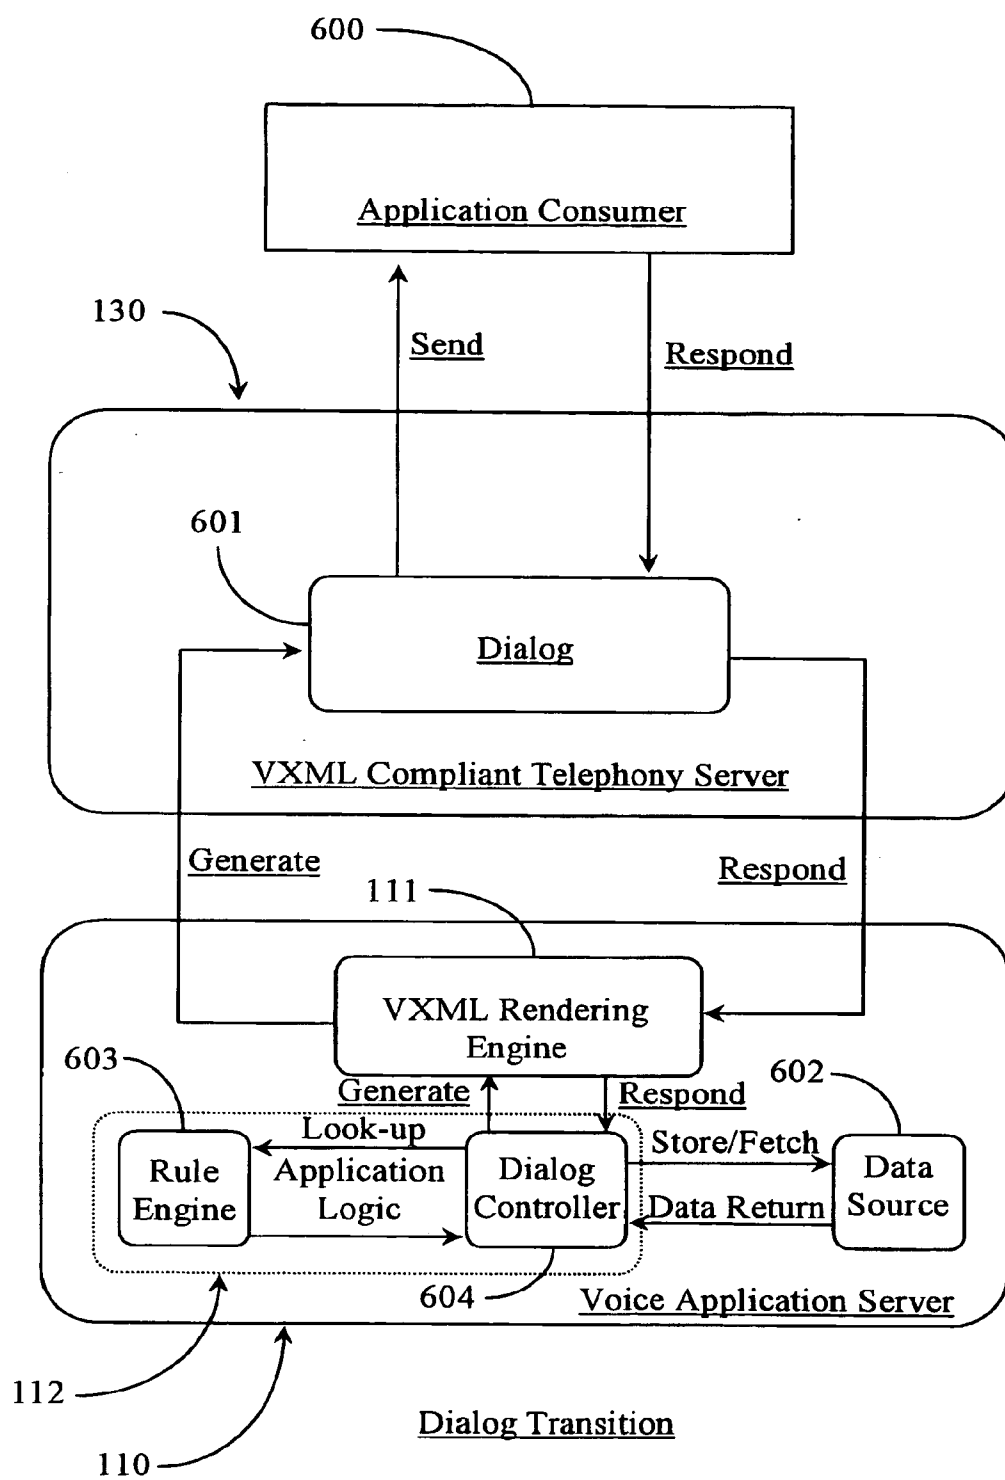 600
Application Consumer
130
Send
Respond
601
Dialog
VXML Compliant Telephony Server
Generate
Respond
111
VXML Rendering
Engine
603
602
Generate
Respond
Look-up
Store/Fetch
Rule
Engine
Application
Logic
Dialog
Controller
Data
Source
Data Return
604
Voice Application Server
112
110
Dialog Transition